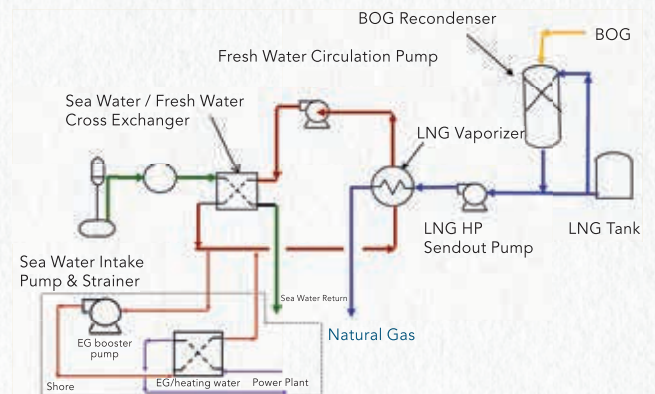 BOG Recondenser
BOG
Fresh Water Circulation Pump
Sea Water / Fresh Water
Cross Exchanger
LNG Vaporizer
LNG HP
Sendout Pump
LNG Tank
Sea Water Intake
Pump & Strainer
Sea Water Return
Natural Gas
EG booster
pump
Shore
EG/heating water
Power Plant